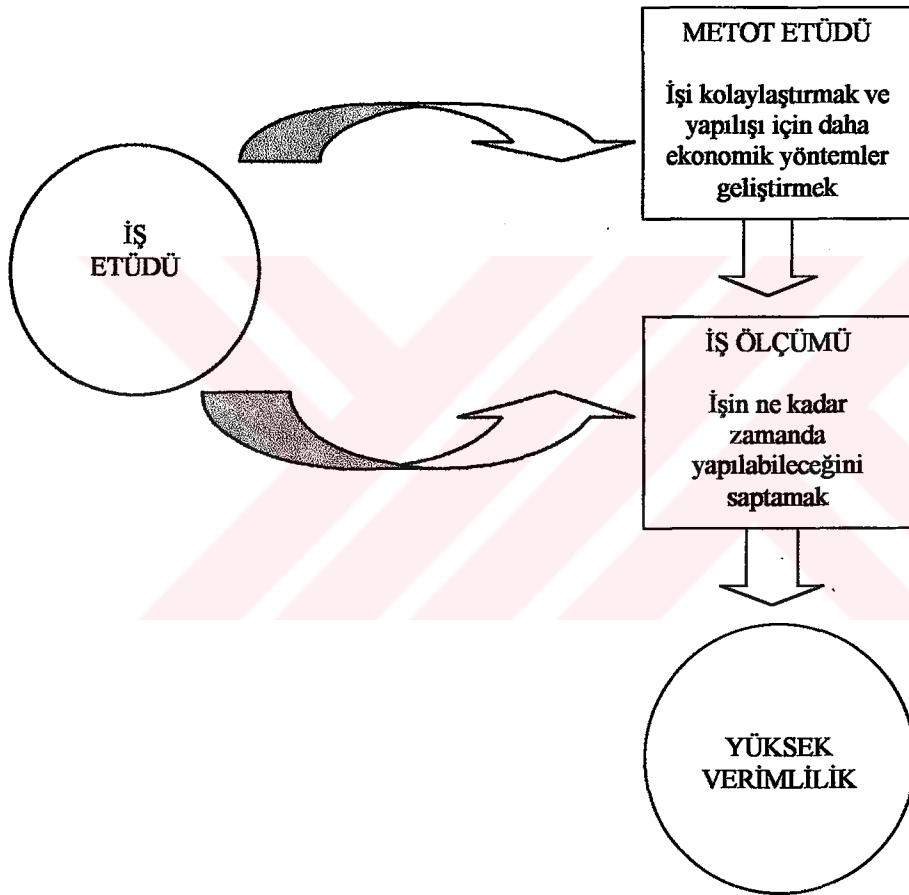 METOT ETÜDÜ
İşi kolaylaştırmak ve
yapılışı için daha
ekonomik yöntemler
geliştirmek
İŞ
ETÜDÜ
İŞ ÖLÇÜMÜ
İşin ne kadar
zamanda
yapılabileceğini
saptamak
YÜKSEK
VERİMLİLİK